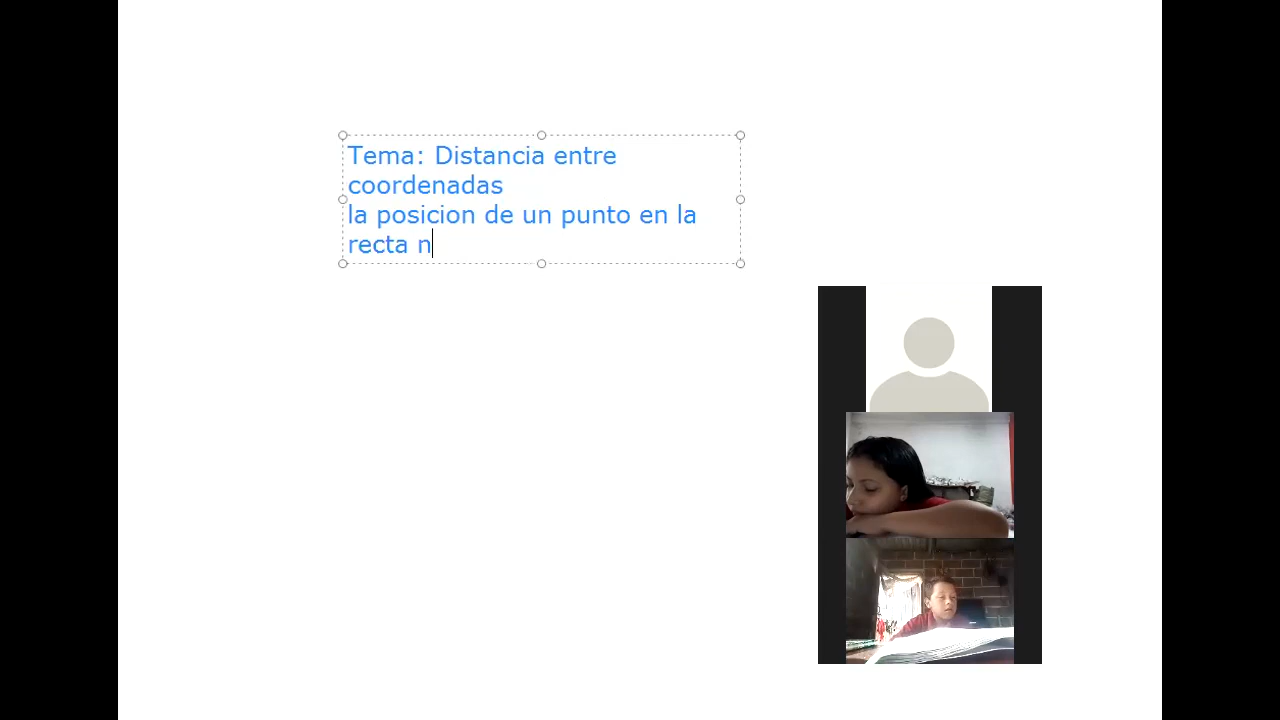 Tema: Distancia entre
coordenadas
la posicion de un punto en la
recta n